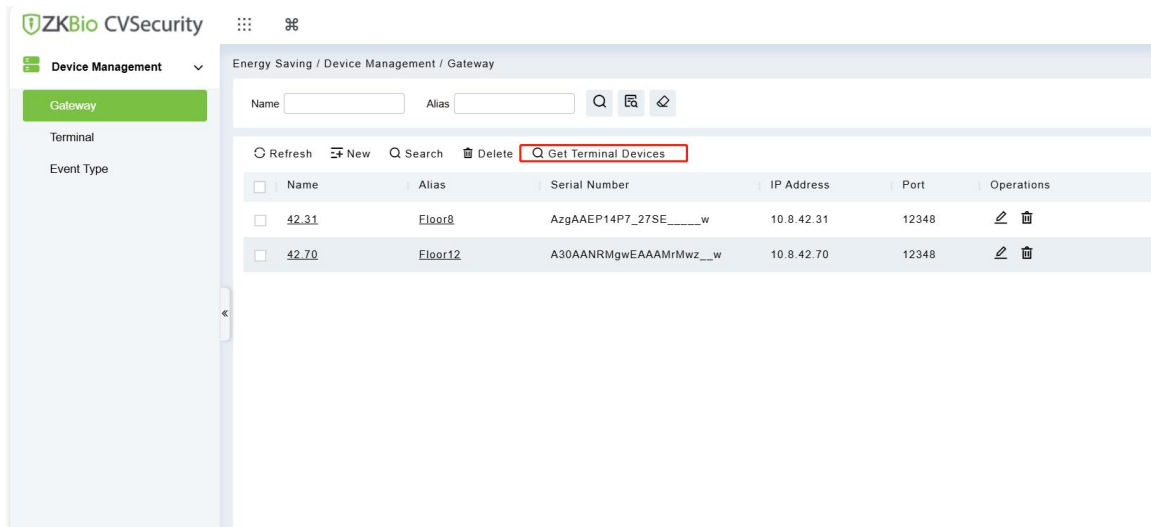 ZKBio CVSecurity
Device Management
Gateway
Terminal
Event Type
Energy Saving / Device Management / Gateway
Name Alias
Refresh New Search Delete Get Terminal Devices
Name Alias Serial Number IP Address Port Operations
42.31 Floor8 AzgAAEP14P7_27SE_____w 10.8.42.31 12348
42.70 Floor12 A30AANRMgwEAAAMrMwz__w 10.8.42.70 12348